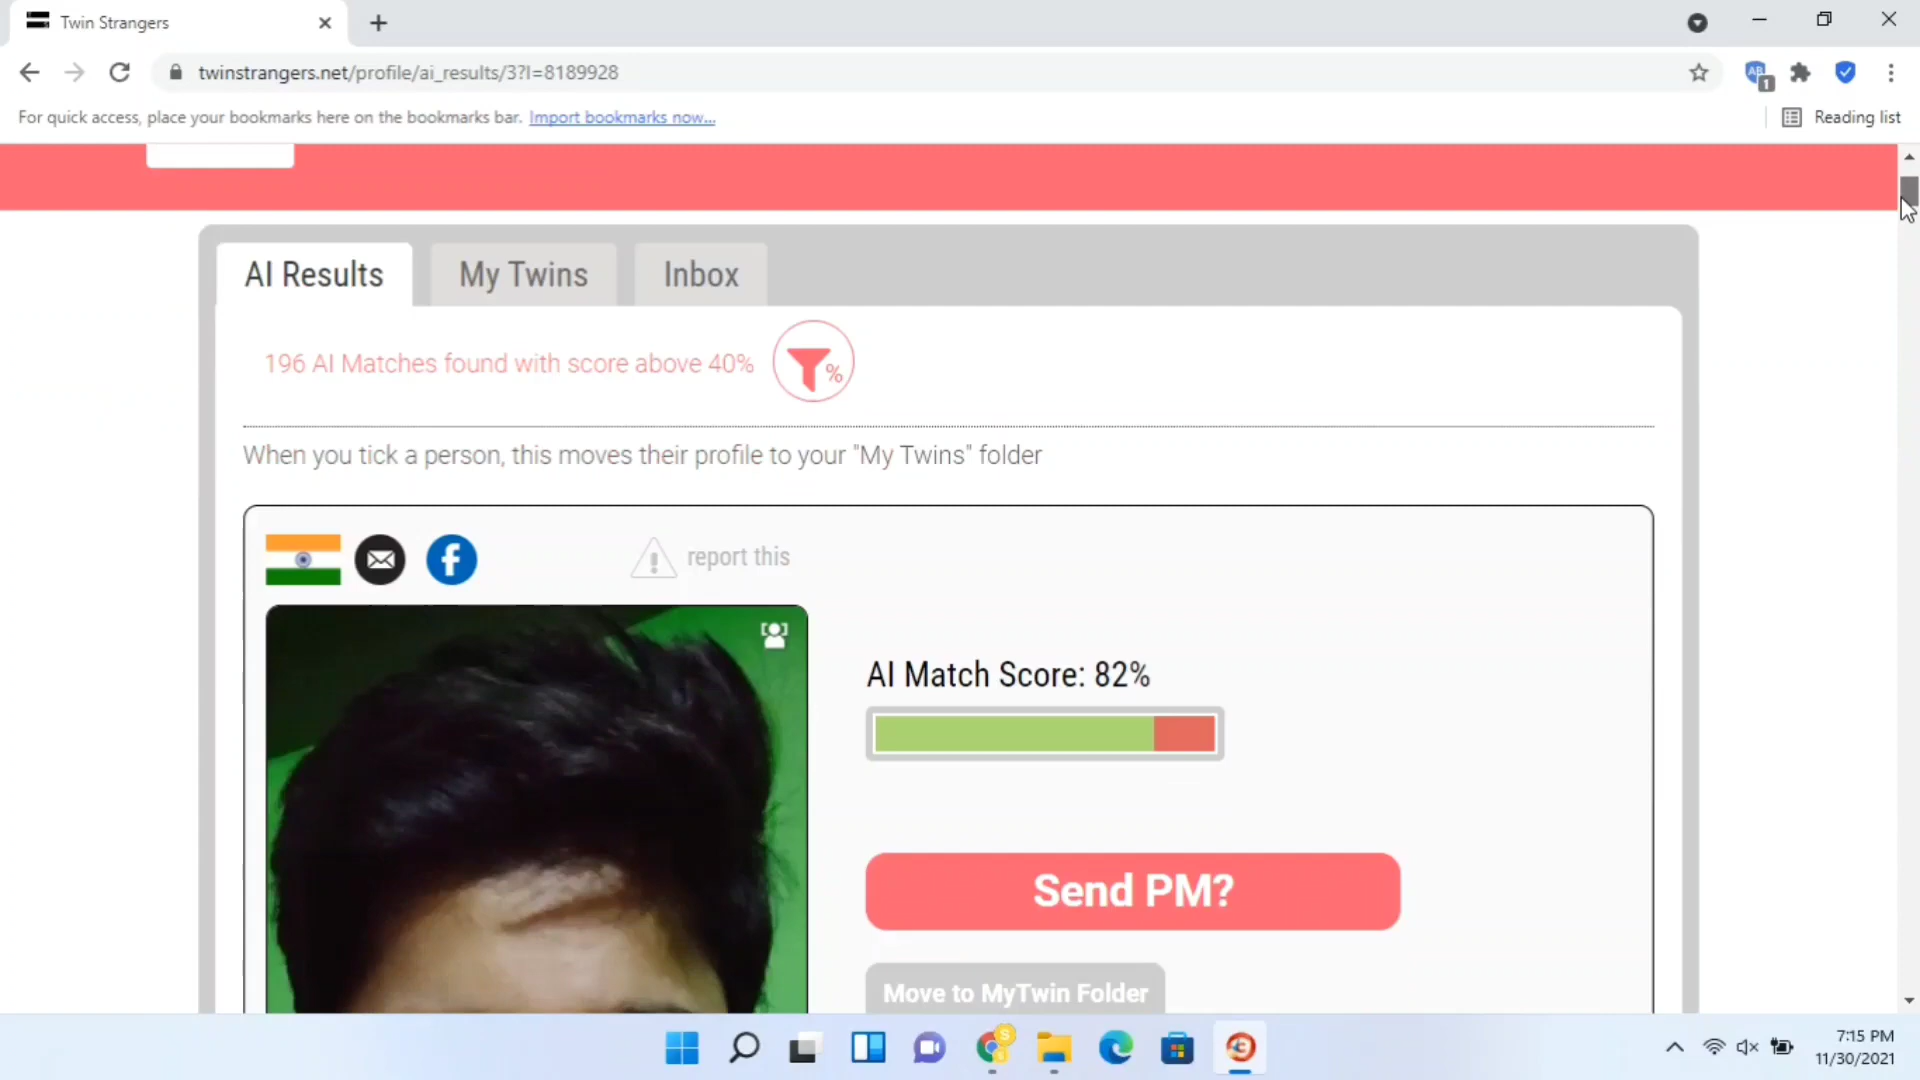 Twin Strangers
twinstrangers.net/profile/ai_results/3?l=8189928
AB
1
For quick access, place your bookmarks here on the bookmarks bar. Import bookmarks now...
Reading list
AI Results
My Twins
Inbox
196 AI Matches found with score above 40%
%
When you tick a person, this moves their profile to your "My Twins" folder
f
report this
AI Match Score: 82%
Send PM?
Move to MyTwin Folder
S
7:15 PM
11/30/2021